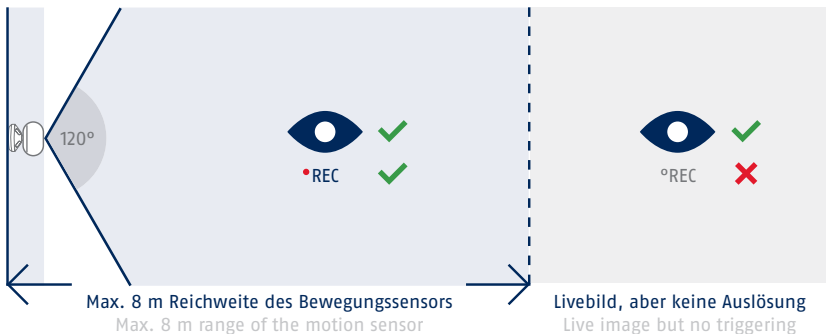 120°
•REC
°REC
Max. 8 m Reichweite des Bewegungssensors
Max. 8 m range of the motion sensor
Livebild, aber keine Auslösung
Live image but no triggering